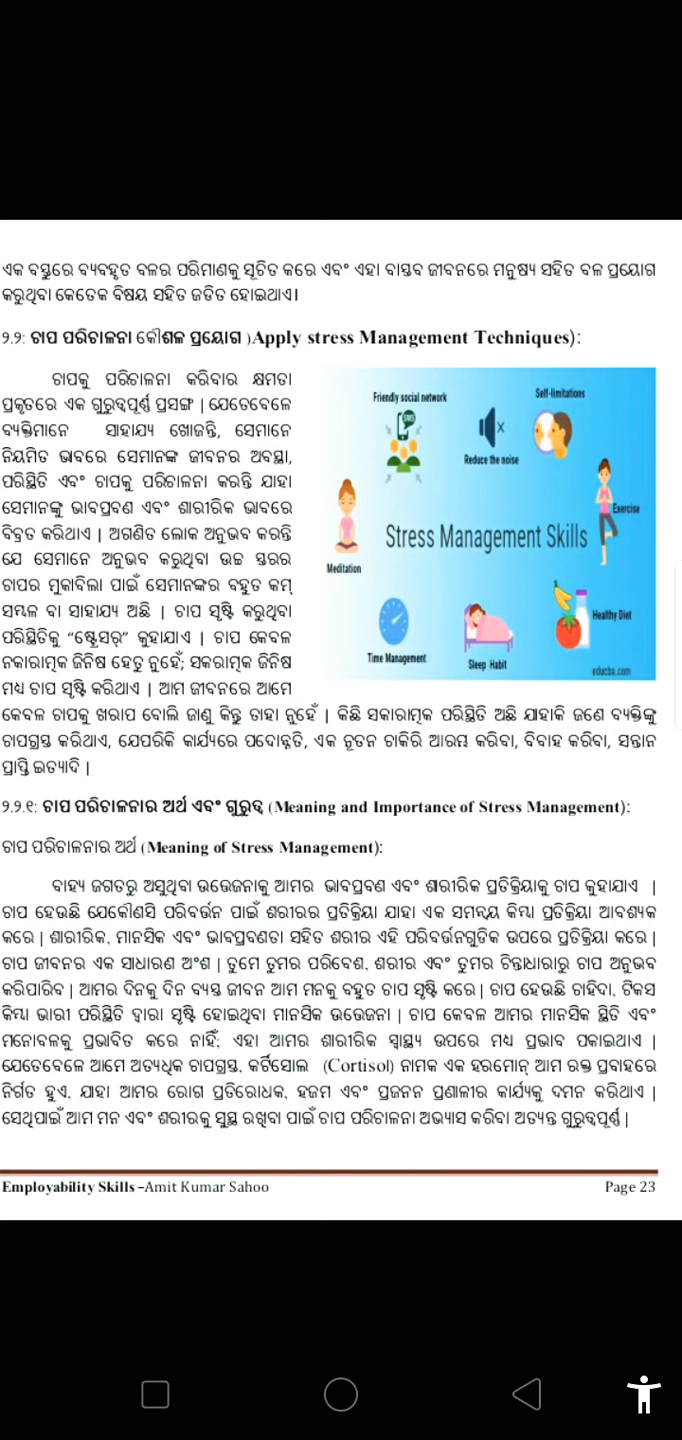 ଏକ ବସ୍ତୁରେ ବ୍ୟବହୃତ ବଳର ପରିମାଣକୁ ସୂଚିତ କରେ ଏବଂ ଏହା ବାସ୍ତବ ଜୀବନରେ ମନୁଷ୍ୟ ସହିତ ବଳ ପ୍ରୟୋଗ
କରୁଥିବା କେତେକ ବିଷୟ ସହିତ ଜଡିତ ହୋଇଥାଏ।
୨.୨: ଚାପ ପରିଚାଳନା କୌଶଳ ପ୍ରୟୋଗ )Apply stress Management Techniques):
ଚାପକୁ ପରିଚାଳନା କରିବାର କ୍ଷମତା
ପ୍ରକୃତରେ ଏକ ଗୁରୁତ୍ୱପୂର୍ଣ୍ଣ ପ୍ରସଙ୍ଗ | ଯେତେବେଳେ
ବ୍ୟକ୍ତିମାନେ ସାହାଯ୍ୟ ଖୋଜନ୍ତି, ସେମାନେ
ନିୟମିତ ଭାବରେ ସେମାନଙ୍କ ଜୀବନର ଅବସ୍ଥା,
ପରିସ୍ଥିତି ଏବଂ ଚାପକୁ ପରିଚାଳନା କରନ୍ତି ଯାହା
ସେମାନଙ୍କୁ ଭାବପ୍ରବଣ ଏବଂ ଶାରୀରିକ ଭାବରେ
ବିବ୍ରତ କରିଥାଏ | ଅଗଣିତ ଲୋକ ଅନୁଭବ କରନ୍ତି
ଯେ ସେମାନେ ଅନୁଭବ କରୁଥିବା ଉଚ୍ଚ ସ୍ତରର
ଚାପର ମୁକାବିଲା ପାଇଁ ସେମାନଙ୍କର ବହୁତ କମ୍
ସମ୍ବଳ ବା ସାହାଯ୍ୟ ଅଛି | ଚାପ ସୃଷ୍ଟି କରୁଥିବା
ପରିସ୍ଥିତିକୁ “ଷ୍ଟ୍ରେସର୍” କୁହାଯାଏ | ଚାପ କେବଳ
ନକାରାତ୍ମକ ଜିନିଷ ହେତୁ ନୁହେଁ; ସକରାତ୍ମକ ଜିନିଷ
ମଧ୍ୟ ଚାପ ସୃଷ୍ଟି କରିଥାଏ | ଆମ ଜୀବନରେ ଆମେ
କେବଳ ଚାପକୁ ଖରାପ ବୋଲି ଜାଣୁ କିନ୍ତୁ ତାହା ନୁହେଁ | କିଛି ସକାରାତ୍ମକ ପରିସ୍ଥିତି ଅଛି ଯାହାକି ଜଣେ ବ୍ୟକ୍ତିଙ୍କୁ
ଚାପଗ୍ରସ୍ତ କରିଥାଏ, ଯେପରିକି କାର୍ଯ୍ୟରେ ପଦୋନ୍ନତି, ଏକ ନୂତନ ଚାକିରି ଆରମ୍ଭ କରିବା, ବିବାହ କରିବା, ସନ୍ତାନ
ପ୍ରାପ୍ତି ଇତ୍ୟାଦି |
Friendly social network
SMS
Self-limitations
Reduce the noise
Exercise
Stress Management Skills
Meditation
Healthy Diet
Time Management
Sleep Habit
educba.com
୨.୨.୧: ଚାପ ପରିଚାଳନାର ଅର୍ଥ ଏବଂ ଗୁରୁତ୍ୱ (Meaning and Importance of Stress Management):
ଚାପ ପରିଚାଳନାର ଅର୍ଥ (Meaning of Stress Management):
ବାହ୍ୟ ଜଗତରୁ ଅସୁଥିବା ଉତ୍ତେଜନାକୁ ଆମର ଭାବପ୍ରବଣ ଏବଂ ଶାରୀରିକ ପ୍ରତିକ୍ରିୟାକୁ ଚାପ କୁହାଯାଏ |
ଚାପ ହେଉଛି ଯେକୌଣସି ପରିବର୍ତ୍ତନ ପାଇଁ ଶରୀରର ପ୍ରତିକ୍ରିୟା ଯାହା ଏକ ସମନ୍ୱୟ କିମ୍ବା ପ୍ରତିକ୍ରିୟା ଆବଶ୍ୟକ
କରେ | ଶାରୀରିକ, ମାନସିକ ଏବଂ ଭାବପ୍ରବଣତା ସହିତ ଶରୀର ଏହି ପରିବର୍ତ୍ତନଗୁଡିକ ଉପରେ ପ୍ରତିକ୍ରିୟା କରେ |
ଚାପ ଜୀବନର ଏକ ସାଧାରଣ ଅଂଶ | ତୁମେ ତୁମର ପରିବେଶ, ଶରୀର ଏବଂ ତୁମର ଚିନ୍ତାଧାରାରୁ ଚାପ ଅନୁଭବ
କରିପାରିବ | ଆମର ଦିନକୁ ଦିନ ବ୍ୟସ୍ତ ଜୀବନ ଆମ ମନକୁ ବହୁତ ଚାପ ସୃଷ୍ଟି କରେ | ଚାପ ହେଉଛି ଚାହିଦା, ଟିକସ
କିମ୍ବା ଭାରୀ ପରିସ୍ଥିତି ଦ୍ୱାରା ସୃଷ୍ଟି ହୋଇଥିବା ମାନସିକ ଉତ୍ତେଜନା | ଚାପ କେବଳ ଆମର ମାନସିକ ସ୍ଥିତି ଏବଂ
ମନୋବଳକୁ ପ୍ରଭାବିତ କରେ ନାହିଁ; ଏହା ଆମର ଶାରୀରିକ ସ୍ୱାସ୍ଥ୍ୟ ଉପରେ ମଧ୍ୟ ପ୍ରଭାବ ପକାଇଥାଏ |
ଯେତେବେଳେ ଆମେ ଅତ୍ୟଧିକ ଚାପଗ୍ରସ୍ତ, କର୍ଟିସୋଲ (Cortisol) ନାମକ ଏକ ହରମୋନ୍ ଆମ ରକ୍ତ ପ୍ରବାହରେ
ନିର୍ଗତ ହୁଏ, ଯାହା ଆମର ରୋଗ ପ୍ରତିରୋଧକ, ହଜମ ଏବଂ ପ୍ରଜନନ ପ୍ରଣାଳୀର କାର୍ଯ୍ୟକୁ ଦମନ କରିଥାଏ |
ସେଥିପାଇଁ ଆମ ମନ ଏବଂ ଶରୀରକୁ ସୁସ୍ଥ ରଖିବା ପାଇଁ ଚାପ ପରିଚାଳନା ଅଭ୍ୟାସ କରିବା ଅତ୍ୟନ୍ତ ଗୁରୁତ୍ୱପୂର୍ଣ୍ଣ |
Employability Skills –Amit Kumar Sahoo Page 23